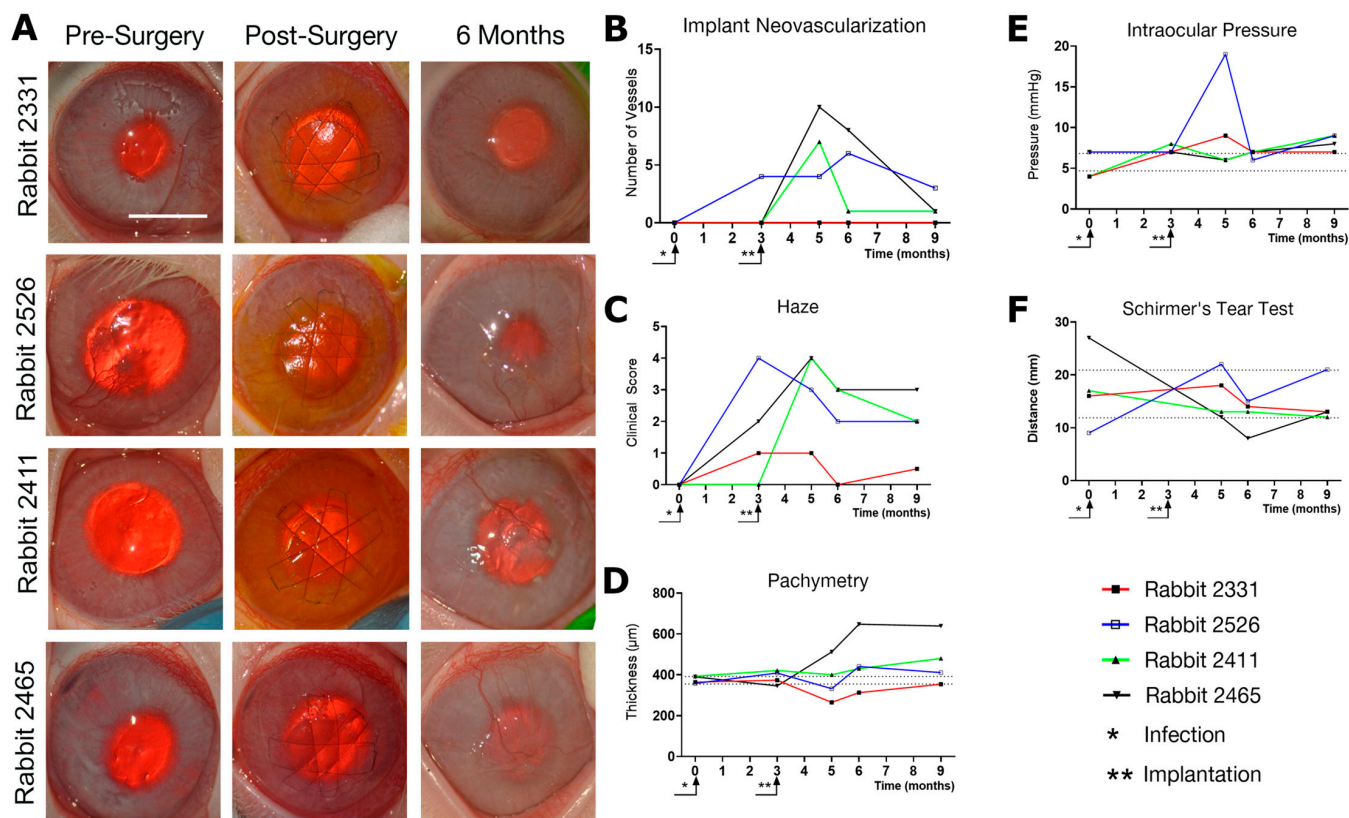 A
Pre-Surgery
Post-Surgery
6 Months
Rabbit 2331
Rabbit 2526
Rabbit 2411
Rabbit 2465
B
Implant Neovascularization
Number of Vessels
15
10
5
0
0 1 2 3 4 5 6 7 8 9
* ** Time (months)
C
Haze
Clinical Score
5
4
3
2
1
0
0 1 2 3 4 5 6 7 8 9
* ** Time (months)
D
Pachymetry
Thickness (µm)
800
600
400
200
0
0 1 2 3 4 5 6 7 8 9
* ** Time (months)
E
Intraocular Pressure
Pressure (mmHg)
20
15
10
5
0
0 1 2 3 4 5 6 7 8 9
* ** Time (months)
F
Schirmer's Tear Test
Distance (mm)
30
20
10
0
0 1 2 3 4 5 6 7 8 9
* ** Time (months)
Rabbit 2331
Rabbit 2526
Rabbit 2411
Rabbit 2465
* Infection
** Implantation